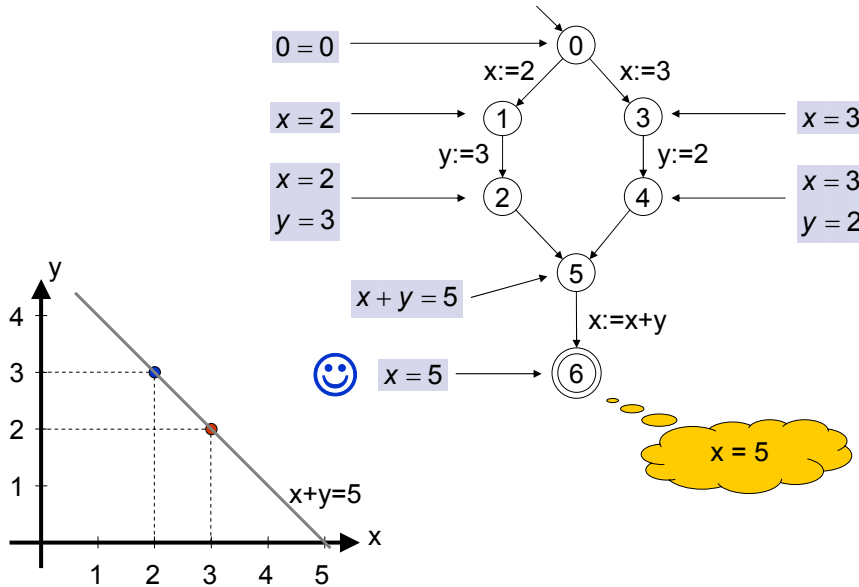 0 = 0
0
x:=2
x:=3
x = 2
1
3
x = 3
y:=3
y:=2
x = 2
y = 3
2
4
x = 3
y = 2
5
x + y = 5
x:=x+y
x = 5
6
x = 5
y
4
3
2
1
x+y=5
x
1 2 3 4 5